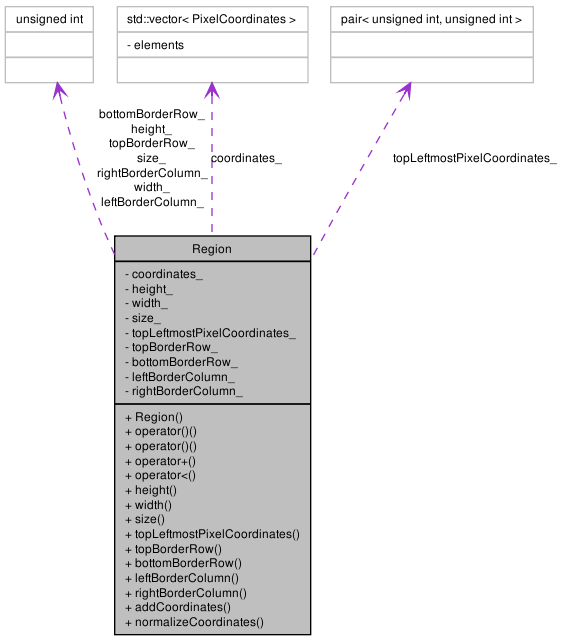 unsigned int
std::vector< PixelCoordinates >
- elements
pair< unsigned int, unsigned int >
bottomBorderRow_
height_
topBorderRow_
size_
rightBorderColumn_
width_
leftBorderColumn_
coordinates_
topLeftmostPixelCoordinates_
Region
- coordinates_
- height_
- width_
- size_
- topLeftmostPixelCoordinates_
- topBorderRow_
- bottomBorderRow_
- leftBorderColumn_
- rightBorderColumn_
+ Region()
+ operator()()
+ operator()()
+ operator+()
+ operator<()
+ height()
+ width()
+ size()
+ topLeftmostPixelCoordinates()
+ topBorderRow()
+ bottomBorderRow()
+ leftBorderColumn()
+ rightBorderColumn()
+ addCoordinates()
+ normalizeCoordinates()